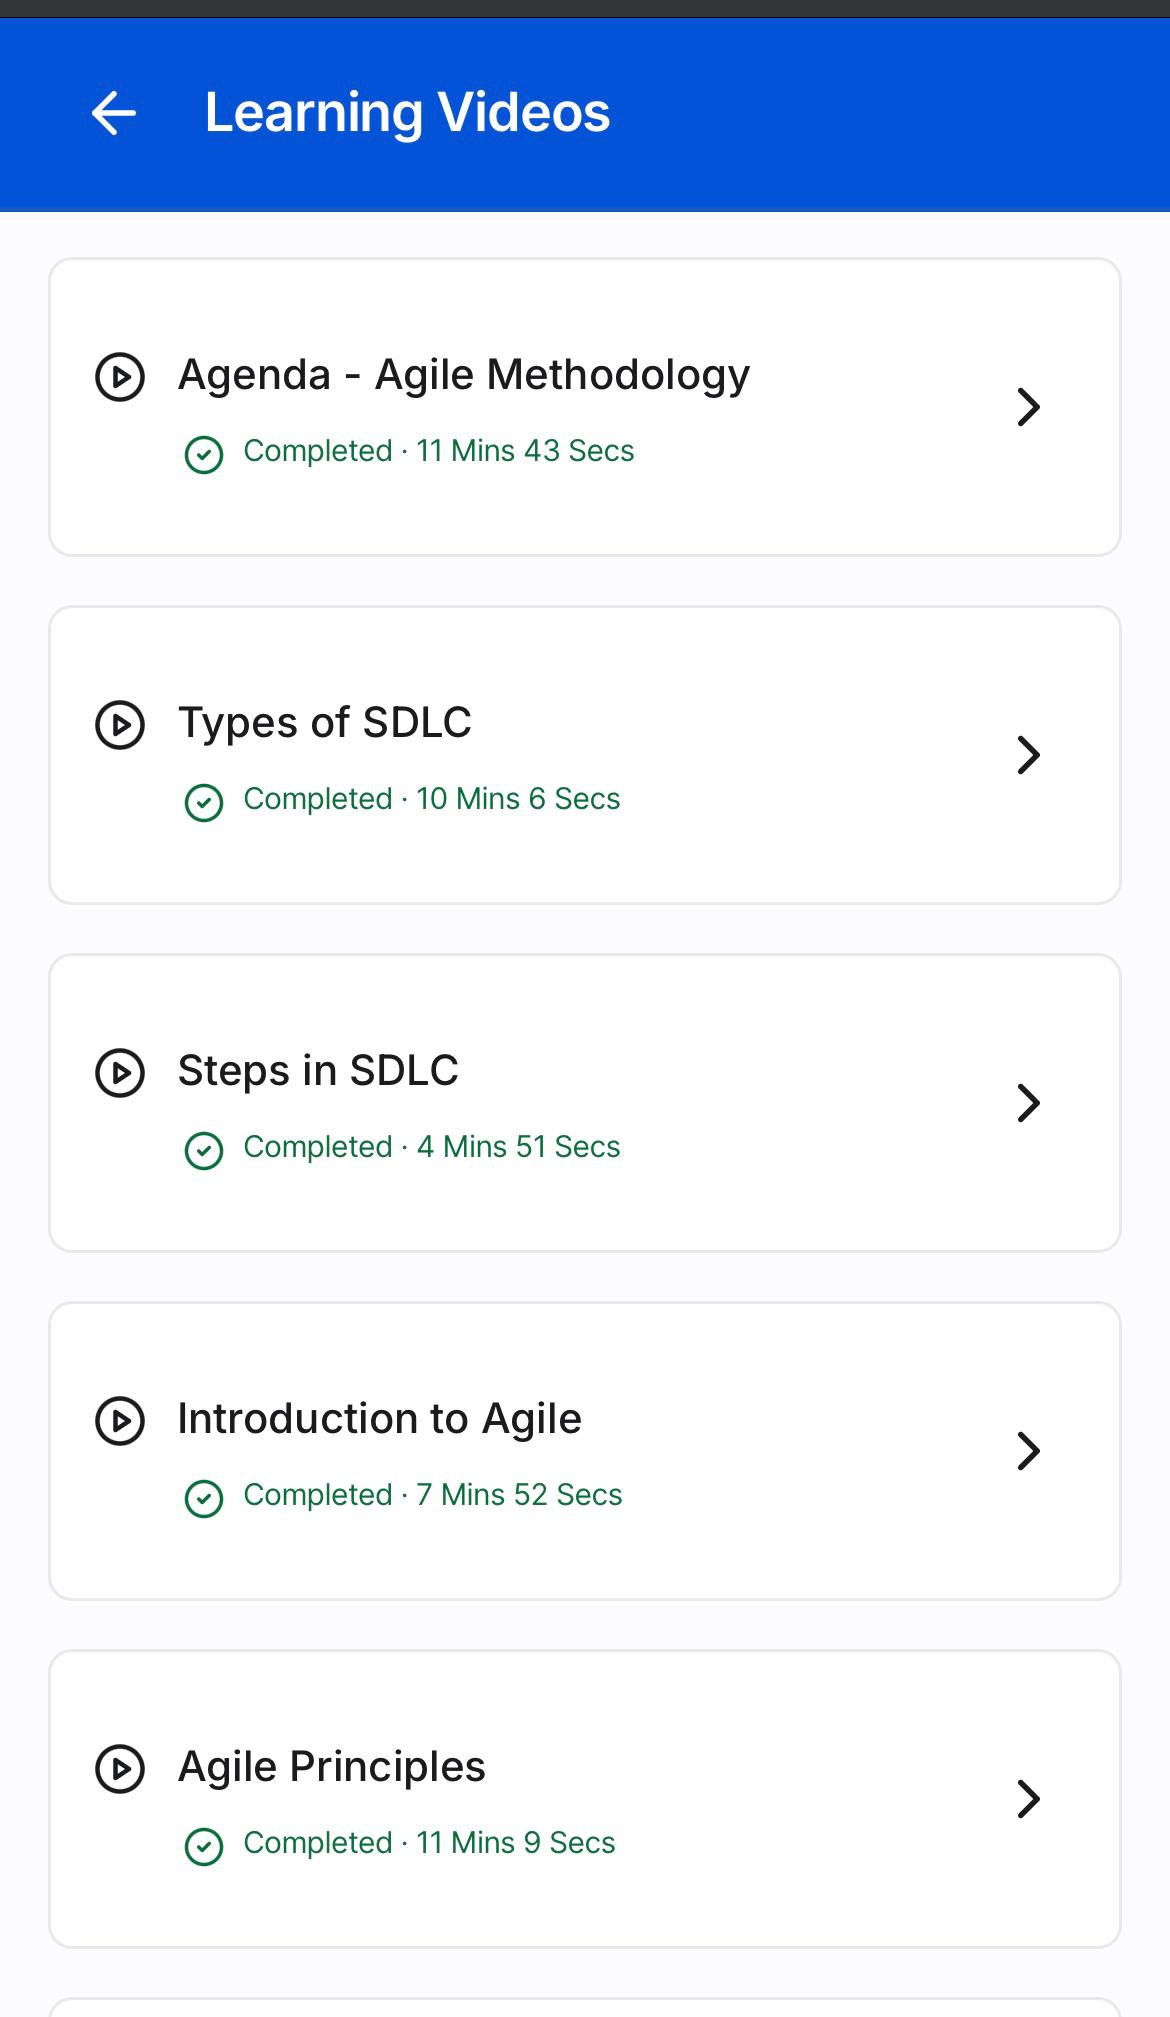 Learning Videos
Agenda - Agile Methodology
Completed · 11 Mins 43 Secs
Types of SDLC
Completed · 10 Mins 6 Secs
Steps in SDLC
Completed · 4 Mins 51 Secs
Introduction to Agile
Completed · 7 Mins 52 Secs
Agile Principles
Completed · 11 Mins 9 Secs